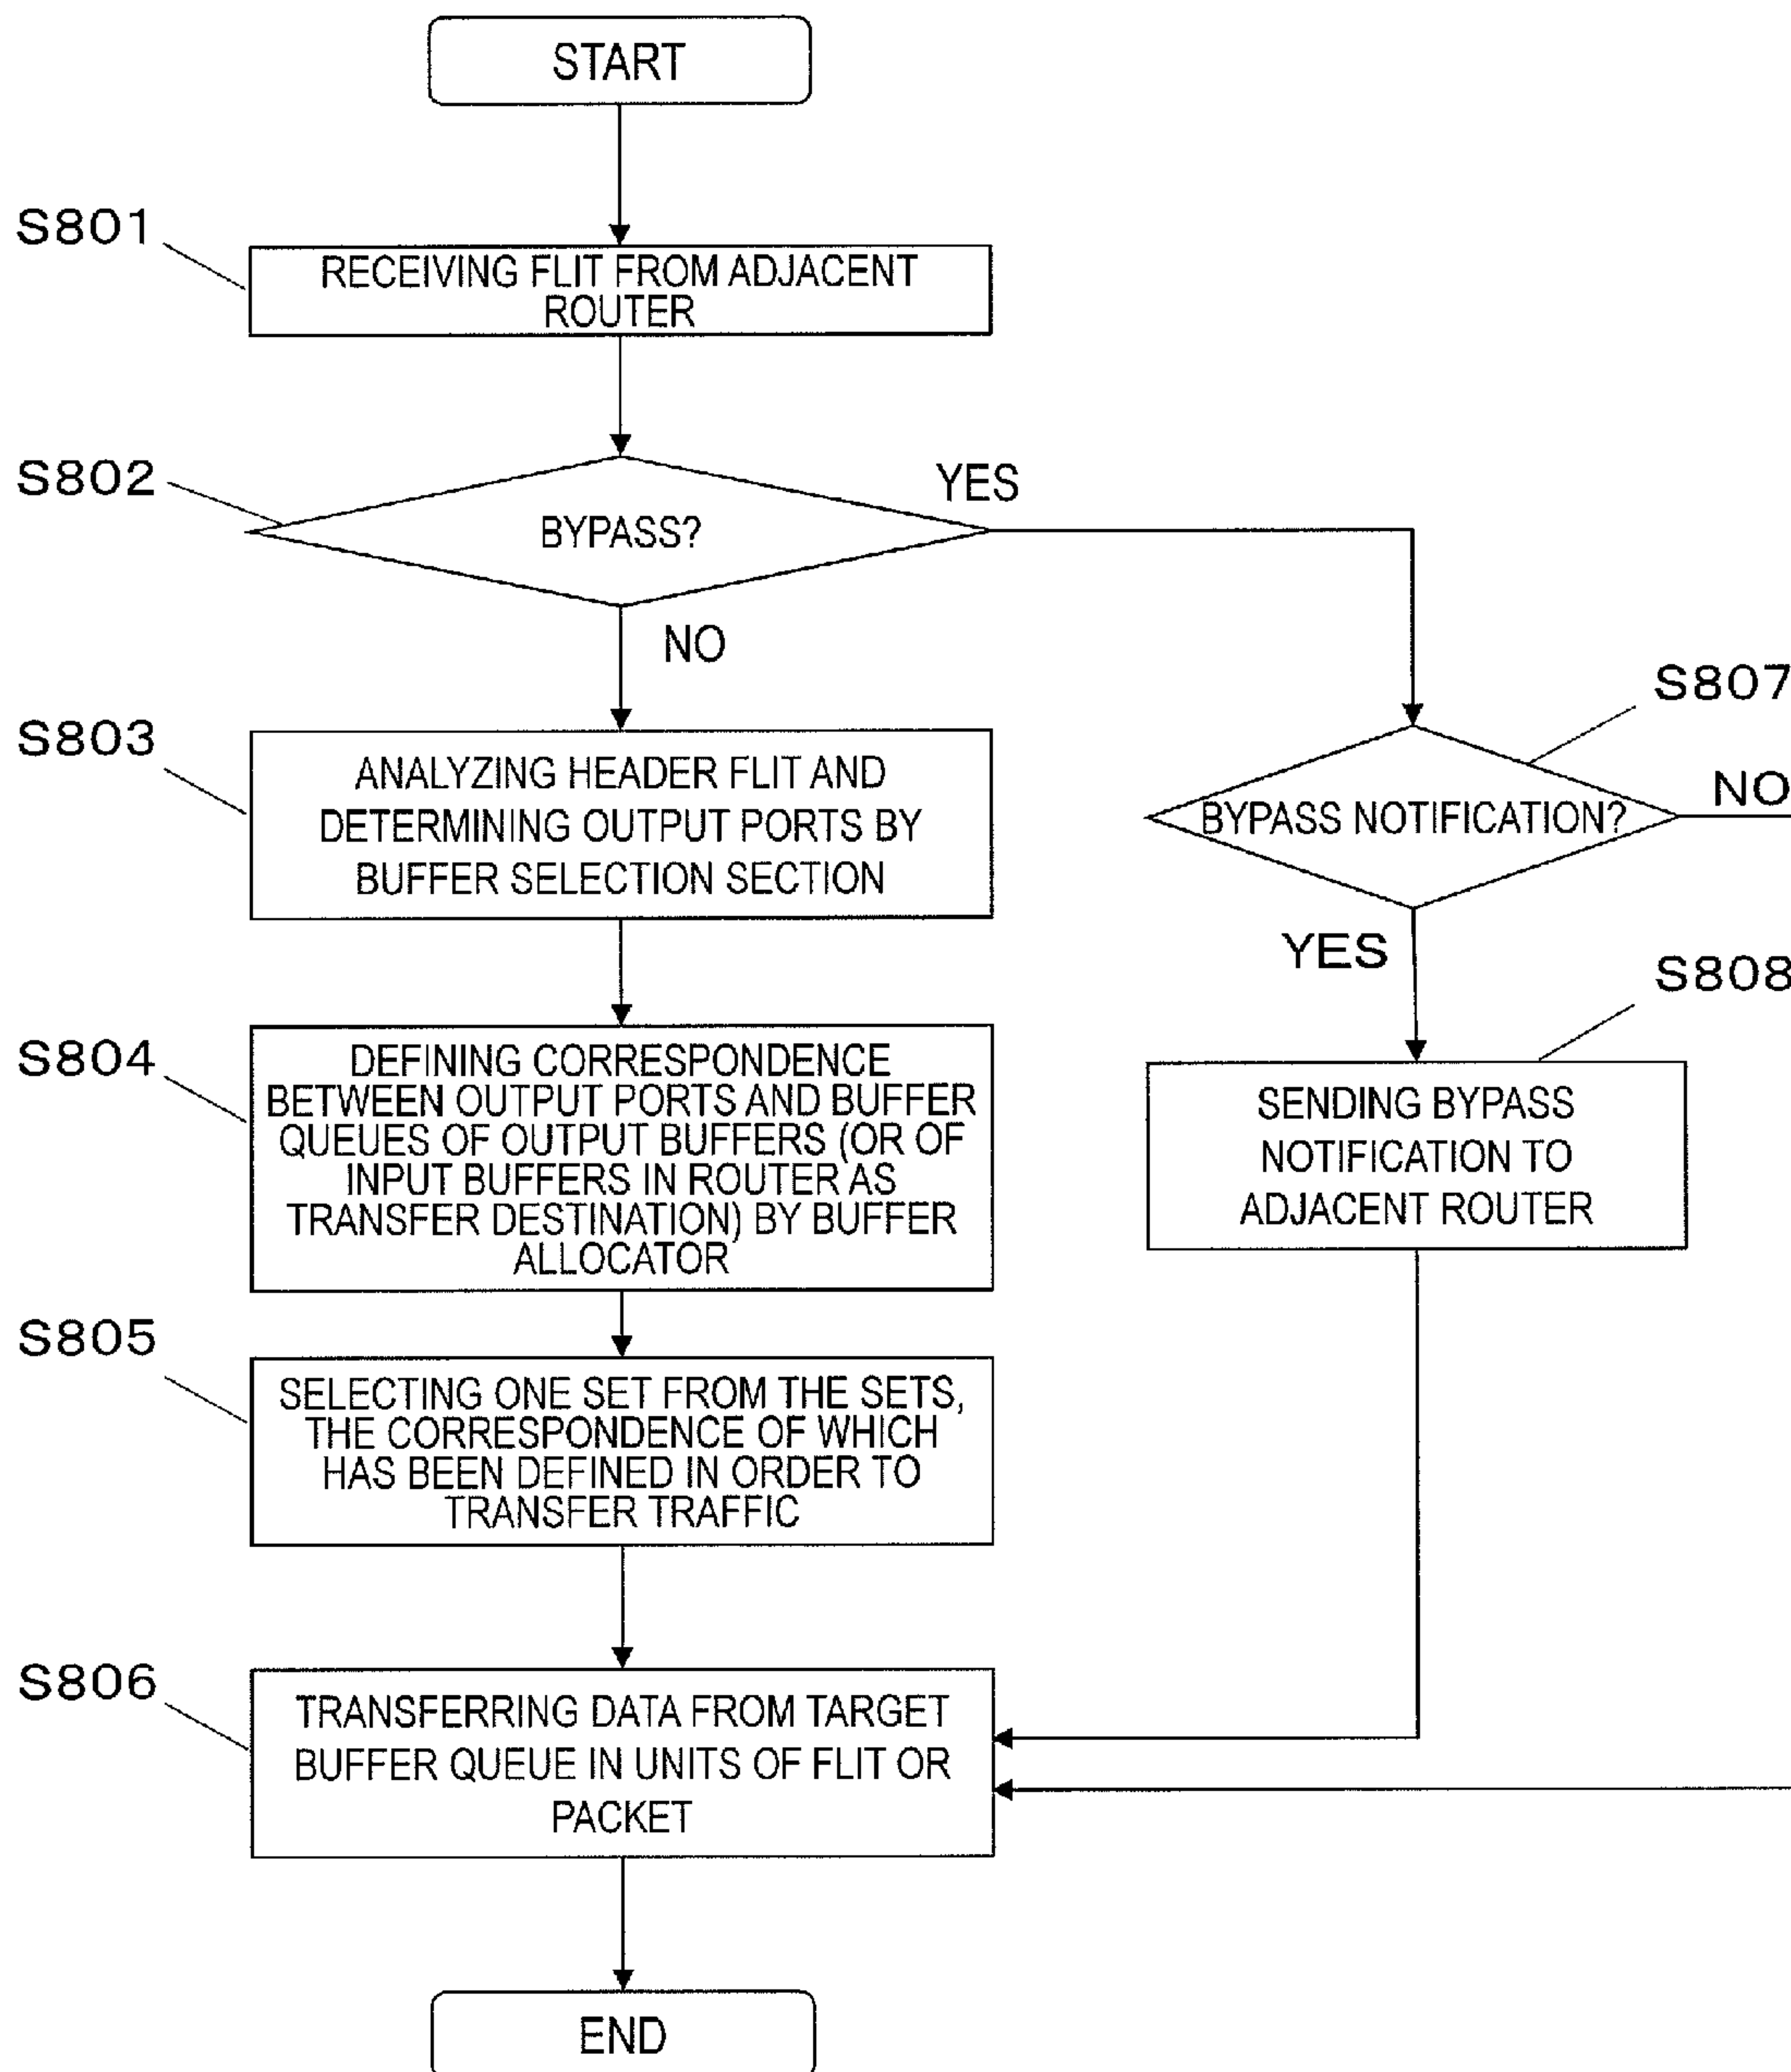 START
S801
RECEIVING FLIT FROM ADJACENT
ROUTER
S802
BYPASS?
YES
NO
S803
ANALYZING HEADER FLIT AND
DETERMINING OUTPUT PORTS BY
BUFFER SELECTION SECTION
S807
BYPASS NOTIFICATION?
NO
YES
S804
DEFINING CORRESPONDENCE
BETWEEN OUTPUT PORTS AND BUFFER
QUEUES OF OUTPUT BUFFERS (OR OF
INPUT BUFFERS IN ROUTER AS
TRANSFER DESTINATION) BY BUFFER
ALLOCATOR
S808
SENDING BYPASS
NOTIFICATION TO
ADJACENT ROUTER
S805
SELECTING ONE SET FROM THE SETS,
THE CORRESPONDENCE OF WHICH
HAS BEEN DEFINED IN ORDER TO
TRANSFER TRAFFIC
S806
TRANSFERRING DATA FROM TARGET
BUFFER QUEUE IN UNITS OF FLIT OR
PACKET
END